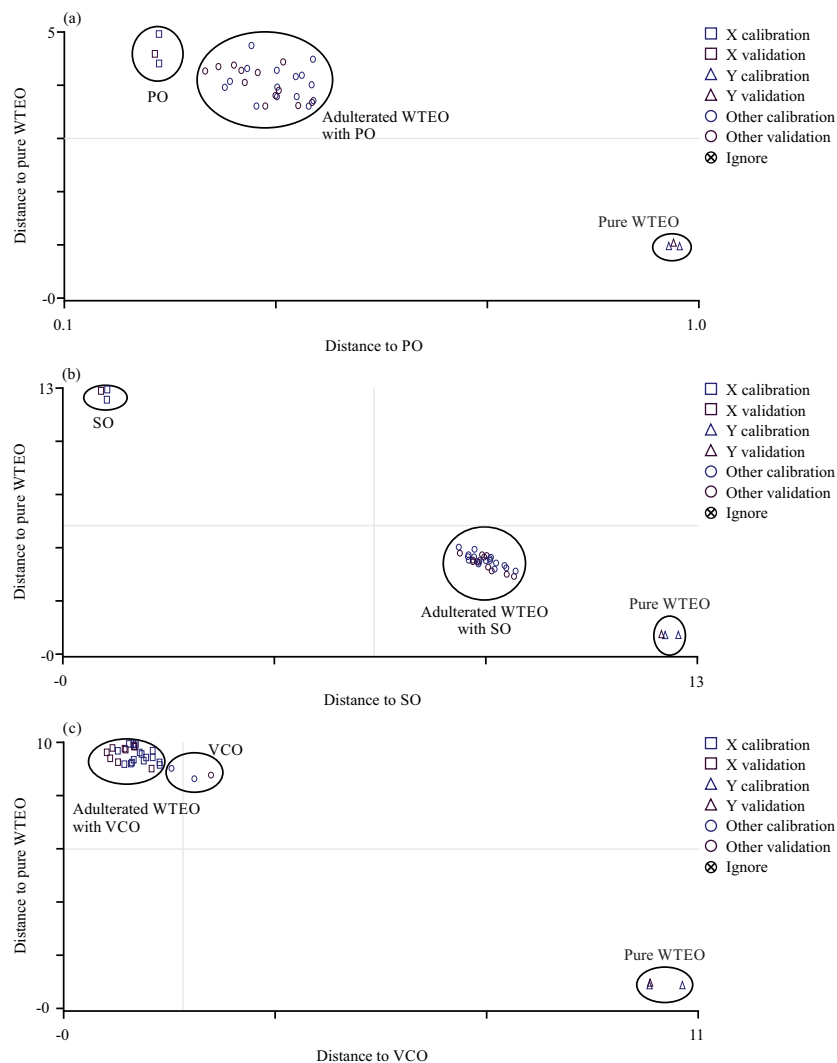 (a)
5
PO
Adulterated WTEO
with PO
Pure WTEO
Distance to pure WTEO
-0
0.1
1.0
Distance to PO
X calibration
X validation
Y calibration
Y validation
Other calibration
Other validation
Ignore
(b)
13
SO
Adulterated WTEO
with SO
Pure WTEO
Distance to pure WTEO
-0
-0
13
Distance to SO
X calibration
X validation
Y calibration
Y validation
Other calibration
Other validation
Ignore
(c)
10
VCO
Adulterated WTEO
with VCO
Pure WTEO
Distance to pure WTEO
-0
-0
11
Distance to VCO
X calibration
X validation
Y calibration
Y validation
Other calibration
Other validation
Ignore